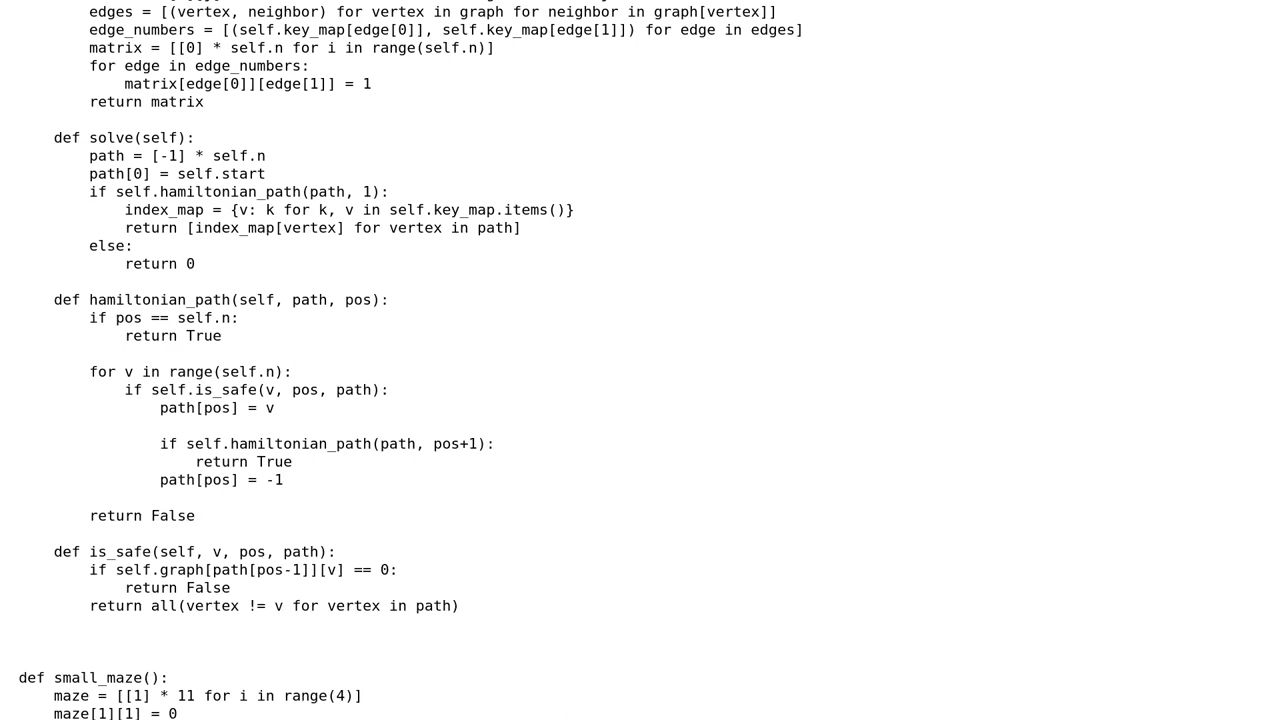 edges = [(vertex, neighbor) for vertex in graph for neighbor in graph[vertex]]
edge_numbers = [(self.key_map[edge[0]], self.key_map[edge[1]]) for edge in edges]
matrix = [[0] * self.n for i in range(self.n)]
for edge in edge_numbers:
matrix[edge[0]][edge[1]] = 1
return matrix
def solve(self):
path = [-1] * self.n
path[0] = self.start
if self.hamiltonian_path(path, 1):
index_map = {v: k for k, v in self.key_map.items()}
return [index_map[vertex] for vertex in path]
else:
return 0
def hamiltonian_path(self, path, pos):
if pos == self.n:
return True
for v in range(self.n):
if self.is_safe(v, pos, path):
path[pos] = v
if self.hamiltonian_path(path, pos+1):
return True
path[pos] = -1
return False
def is_safe(self, v, pos, path):
if self.graph[path[pos-1]][v] == 0:
return False
return all(vertex != v for vertex in path)
def small_maze():
maze = [[1] * 11 for i in range(4)]
maze[1][1] = 0